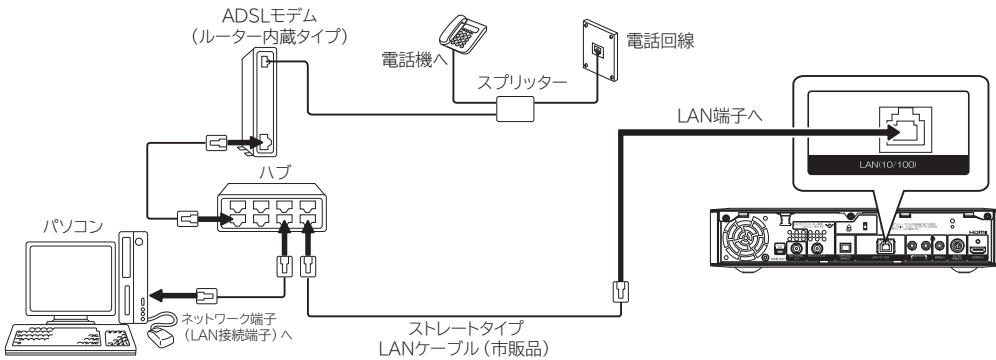 ADSLモデム
（ルーター内蔵タイプ）
電話機へ
電話回線
スプリッター
LAN端子へ
LAN(10/100)
ハブ
パソコン
ネットワーク端子
（LAN接続端子）へ
ストレートタイプ
LANケーブル（市販品）
HDMI